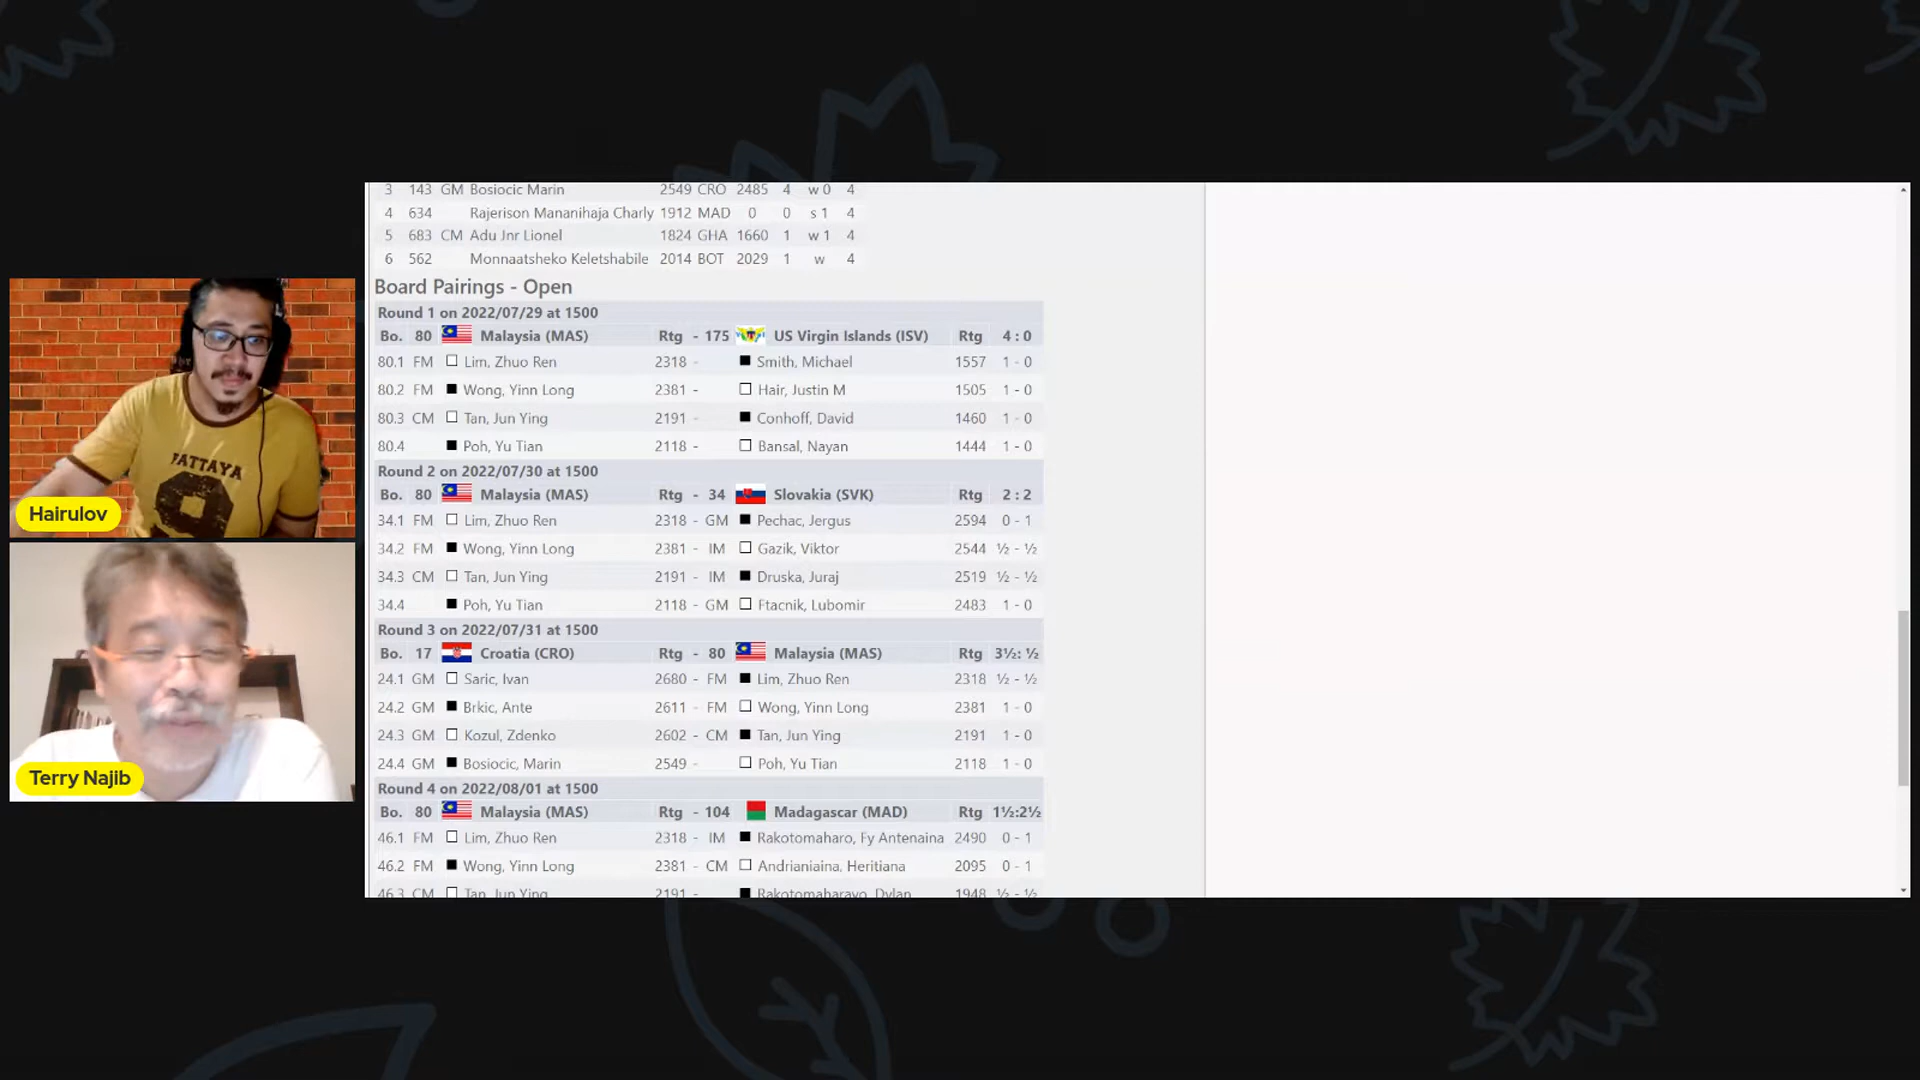 3 143 GM Bosiocic Marin 2549 CRO 2485 4 w 0 4
4 634 Rajerison Mananihaja Charly 1912 MAD 0 0 s 1 4
5 683 CM Adu Jnr Lionel 1824 GHA 1660 1 w 1 4
6 562 Monnaatsheko Keletshabile 2014 BOT 2029 1 w 4
Board Pairings - Open
Round 1 on 2022/07/29 at 1500
Bo. 80 Malaysia (MAS) Rtg - 175 US Virgin Islands (ISV) Rtg 4 : 0
80.1 FM Lim, Zhuo Ren 2318 - Smith, Michael 1557 1 - 0
80.2 FM Wong, Yinn Long 2381 - Hair, Justin M 1505 1 - 0
80.3 CM Tan, Jun Ying 2191 - Conhoff, David 1460 1 - 0
80.4 Poh, Yu Tian 2118 - Bansal, Nayan 1444 1 - 0
Round 2 on 2022/07/30 at 1500
Bo. 80 Malaysia (MAS) Rtg - 34 Slovakia (SVK) Rtg 2 : 2
34.1 FM Lim, Zhuo Ren 2318 - GM Pechac, Jergus 2594 0 - 1
34.2 FM Wong, Yinn Long 2381 - IM Gazik, Viktor 2544 ½ - ½
34.3 CM Tan, Jun Ying 2191 - IM Druska, Juraj 2519 ½ - ½
34.4 Poh, Yu Tian 2118 - GM Ftacnik, Lubomir 2483 1 - 0
Round 3 on 2022/07/31 at 1500
Bo. 17 Croatia (CRO) Rtg - 80 Malaysia (MAS) Rtg 3½: ½
24.1 GM Saric, Ivan 2680 - FM Lim, Zhuo Ren 2318 ½ - ½
24.2 GM Brkic, Ante 2611 - FM Wong, Yinn Long 2381 1 - 0
24.3 GM Kozul, Zdenko 2602 - CM Tan, Jun Ying 2191 1 - 0
24.4 GM Bosiocic, Marin 2549 - Poh, Yu Tian 2118 1 - 0
Round 4 on 2022/08/01 at 1500
Bo. 80 Malaysia (MAS) Rtg - 104 Madagascar (MAD) Rtg 1½:2½
46.1 FM Lim, Zhuo Ren 2318 - IM Rakotomaharo, Fy Antenaina 2490 0 - 1
46.2 FM Wong, Yinn Long 2381 - CM Andrianiaina, Heritiana 2095 0 - 1
46.3 CM Tan, Jun Ying 2191 - Rakotomaharavo, Dylan 1948 ½ - ½
PATTAYA
9
Hairulov
Terry Najib